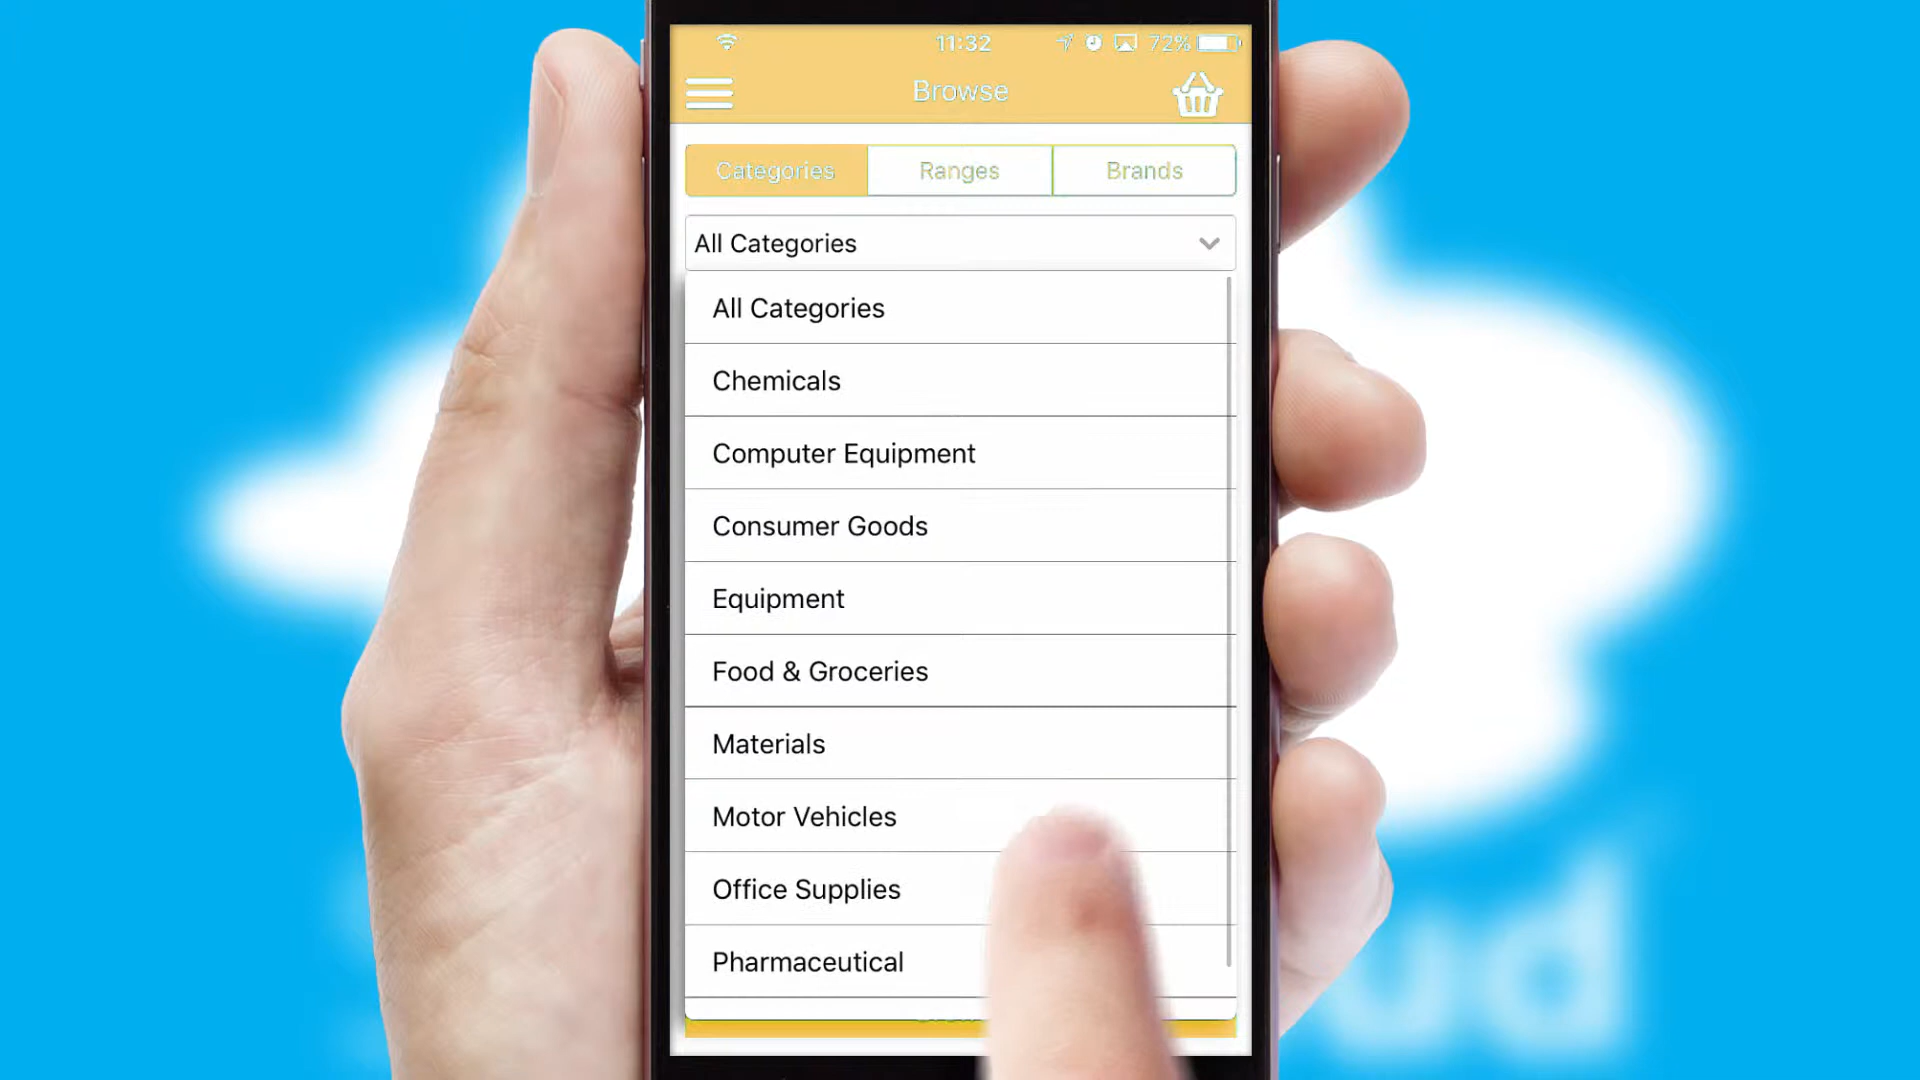 11:32
72%
Browse
Categories
Ranges
Brands
All Categories
All Categories
Chemicals
Computer Equipment
Consumer Goods
Equipment
Food & Groceries
Materials
Motor Vehicles
Office Supplies
Pharmaceutical
ud